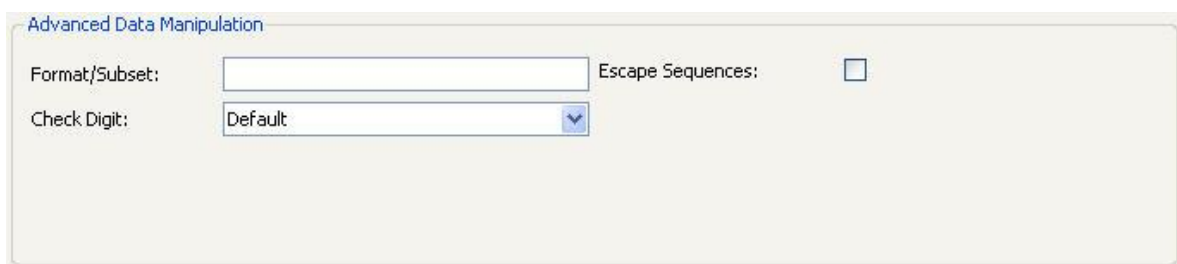 Advanced Data Manipulation
Format/Subset:
Escape Sequences:
Check Digit:
Default